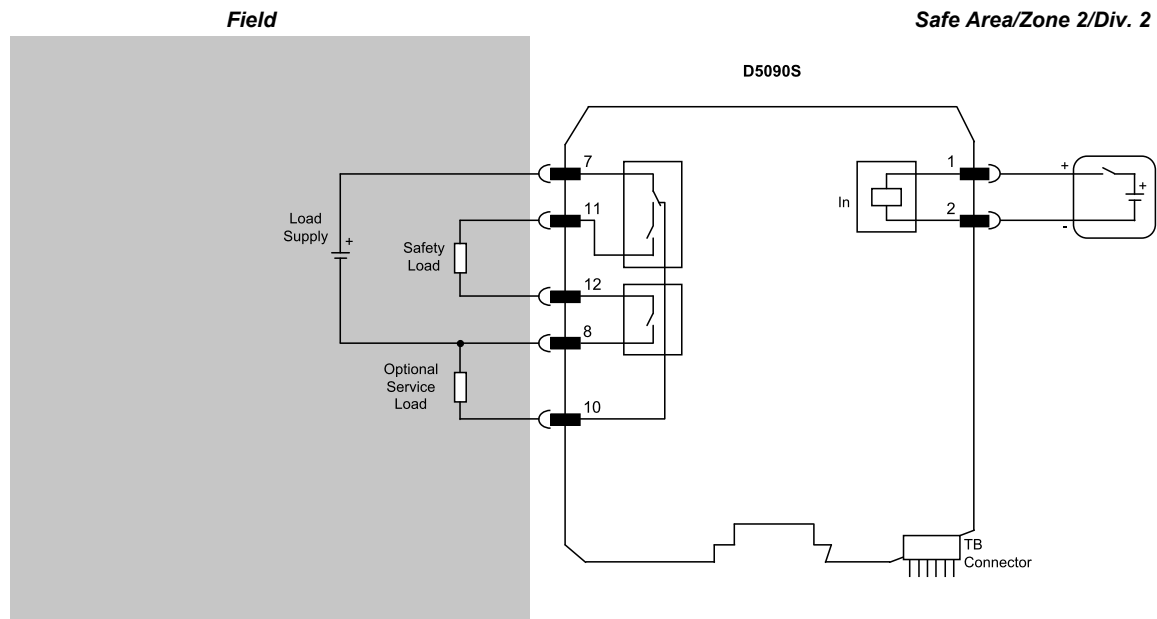 Field
Safe Area/Zone 2/Div. 2
D5090S
7
1
+
+
In
11
2
-
Load
Supply
+
Safety
Load
12
8
Optional
Service
Load
10
TB
Connector